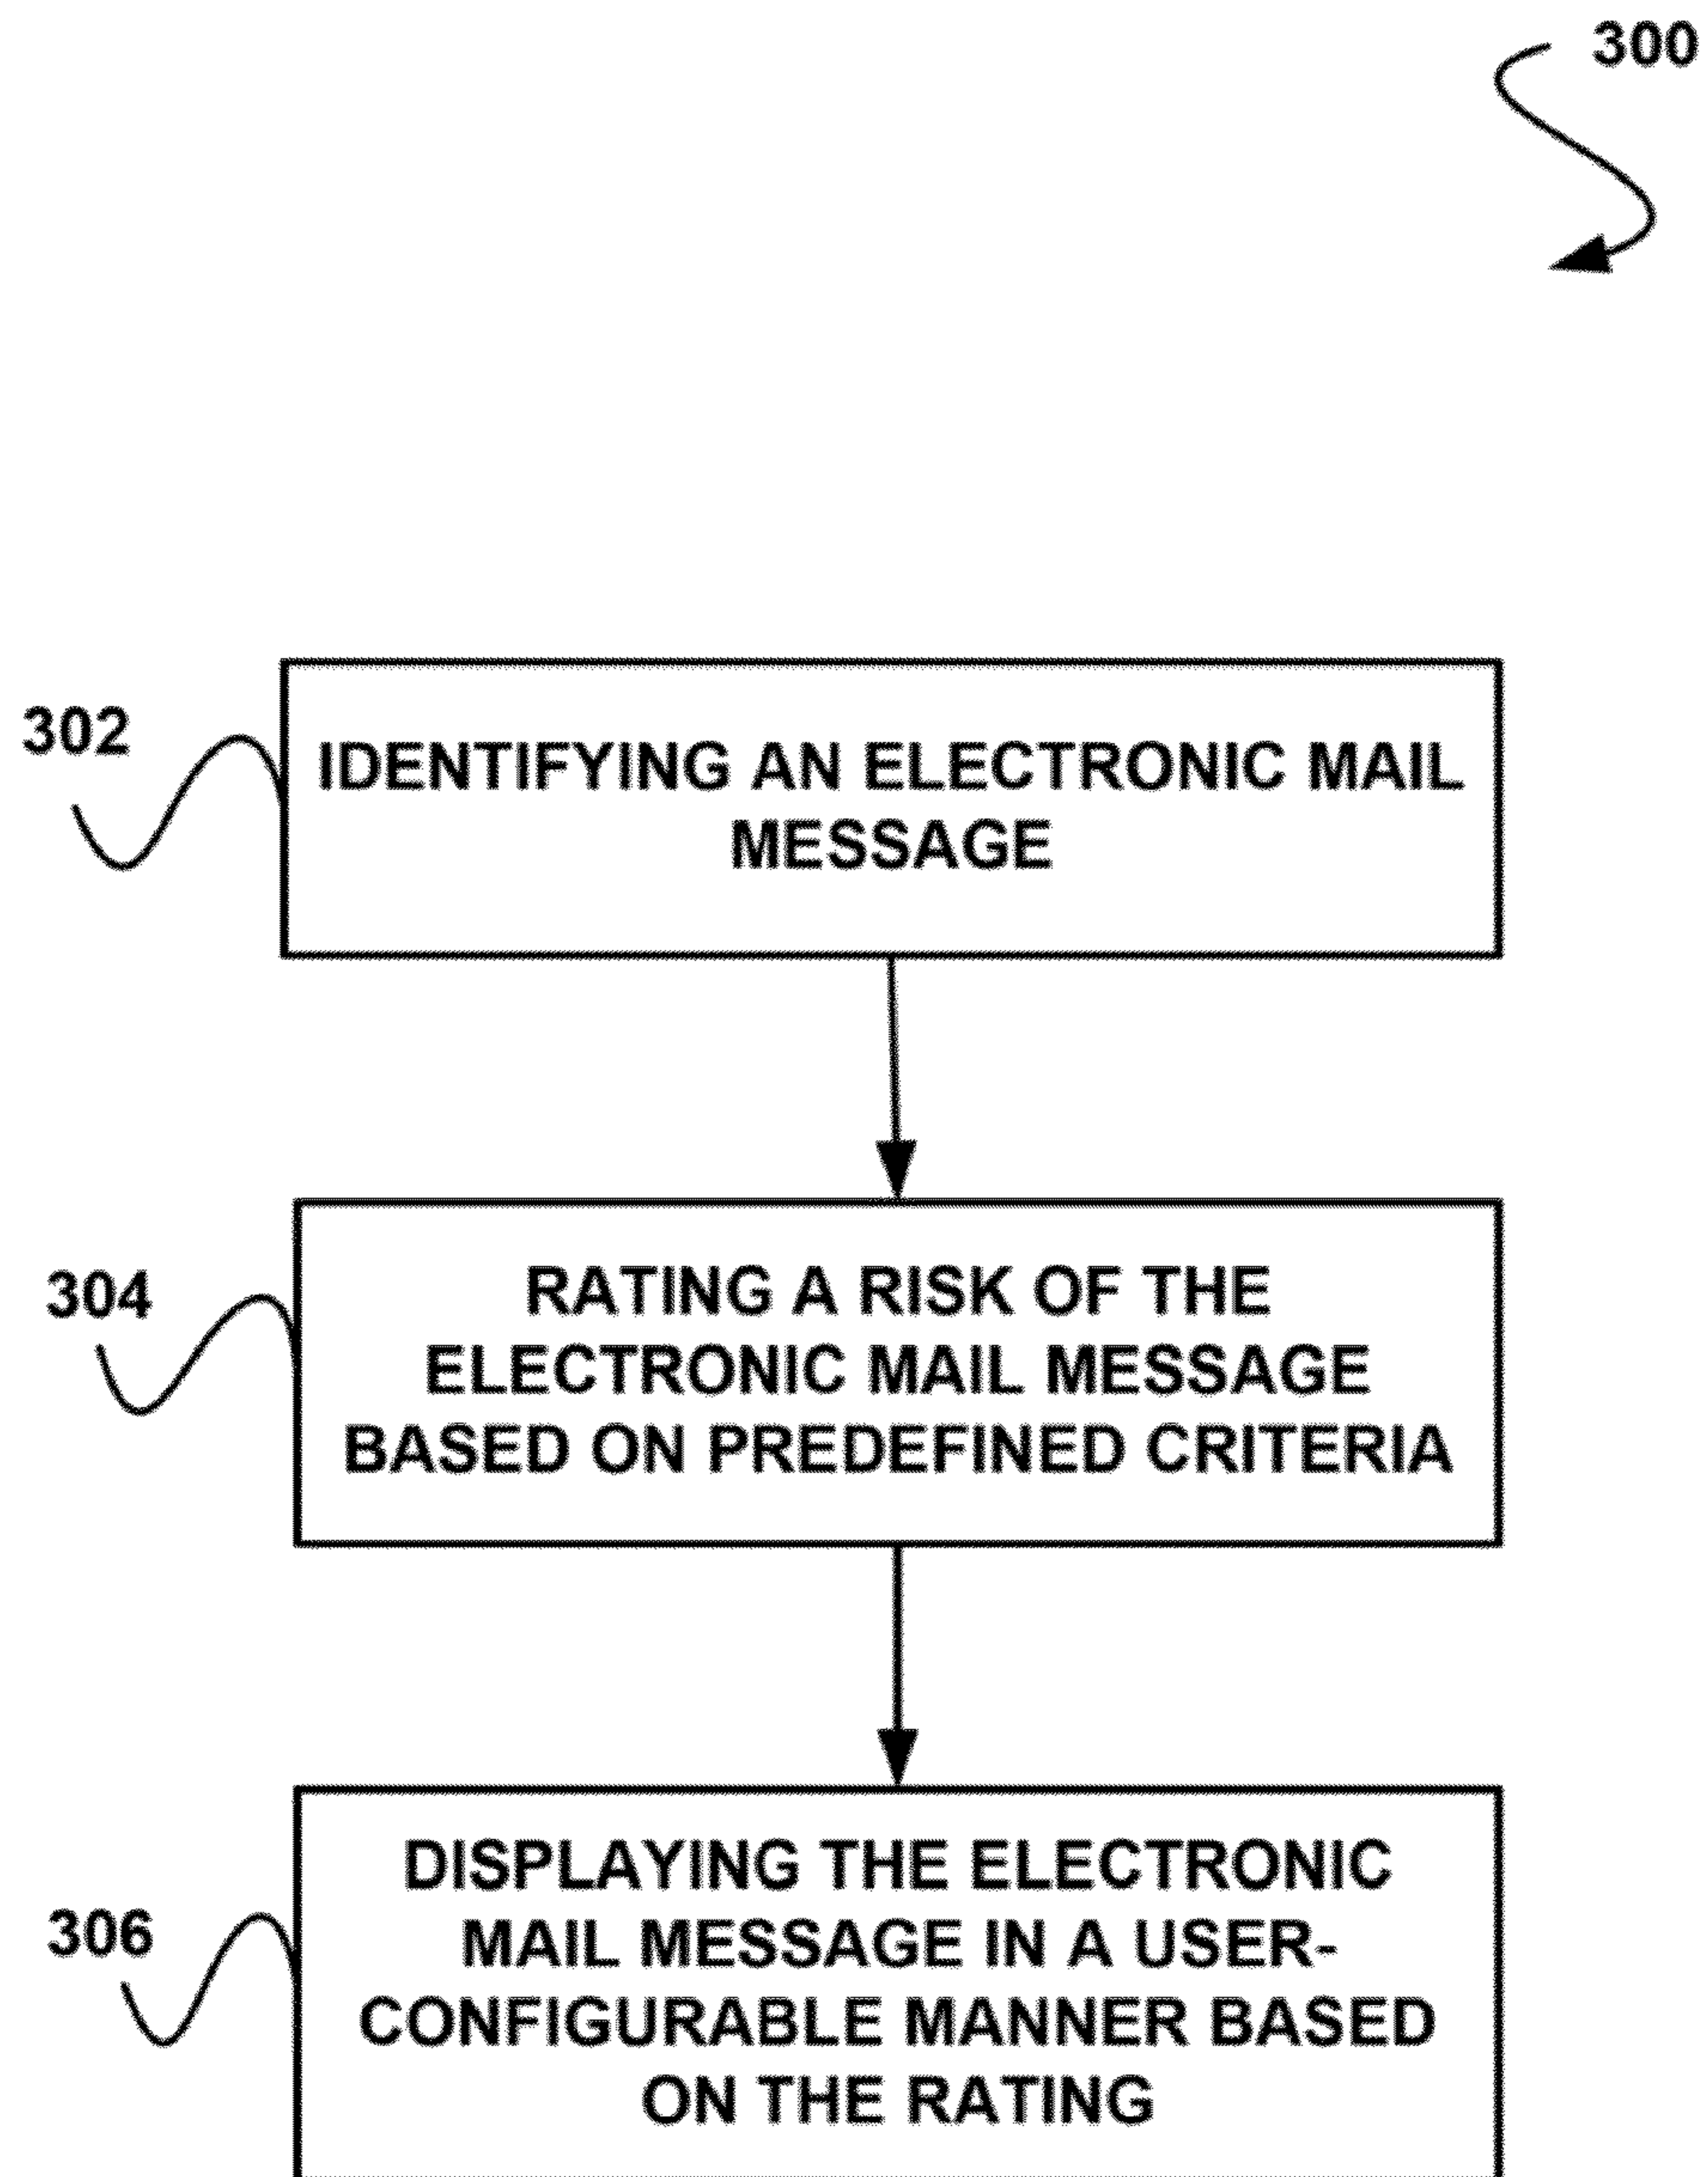 300
302
IDENTIFYING AN ELECTRONIC MAIL
MESSAGE
304
RATING A RISK OF THE
ELECTRONIC MAIL MESSAGE
BASED ON PREDEFINED CRITERIA
306
DISPLAYING THE ELECTRONIC
MAIL MESSAGE IN A USER-
CONFIGURABLE MANNER BASED
ON THE RATING